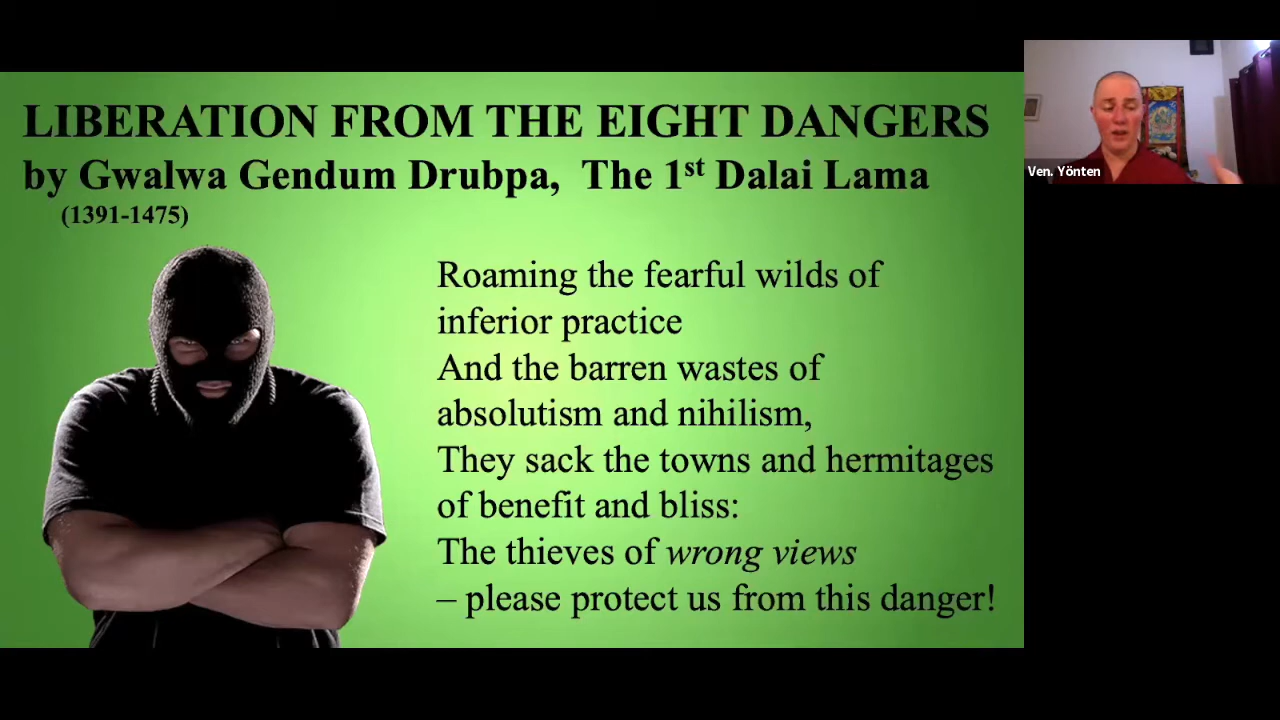 LIBERATION FROM THE EIGHT DANGERS
by Gwalwa Gendum Drubpa, The 1st Dalai Lama
(1391-1475)
Roaming the fearful wilds of
inferior practice
And the barren wastes of
absolutism and nihilism,
They sack the towns and hermitages
of benefit and bliss:
The thieves of wrong views
– please protect us from this danger!
Ven. Yönten